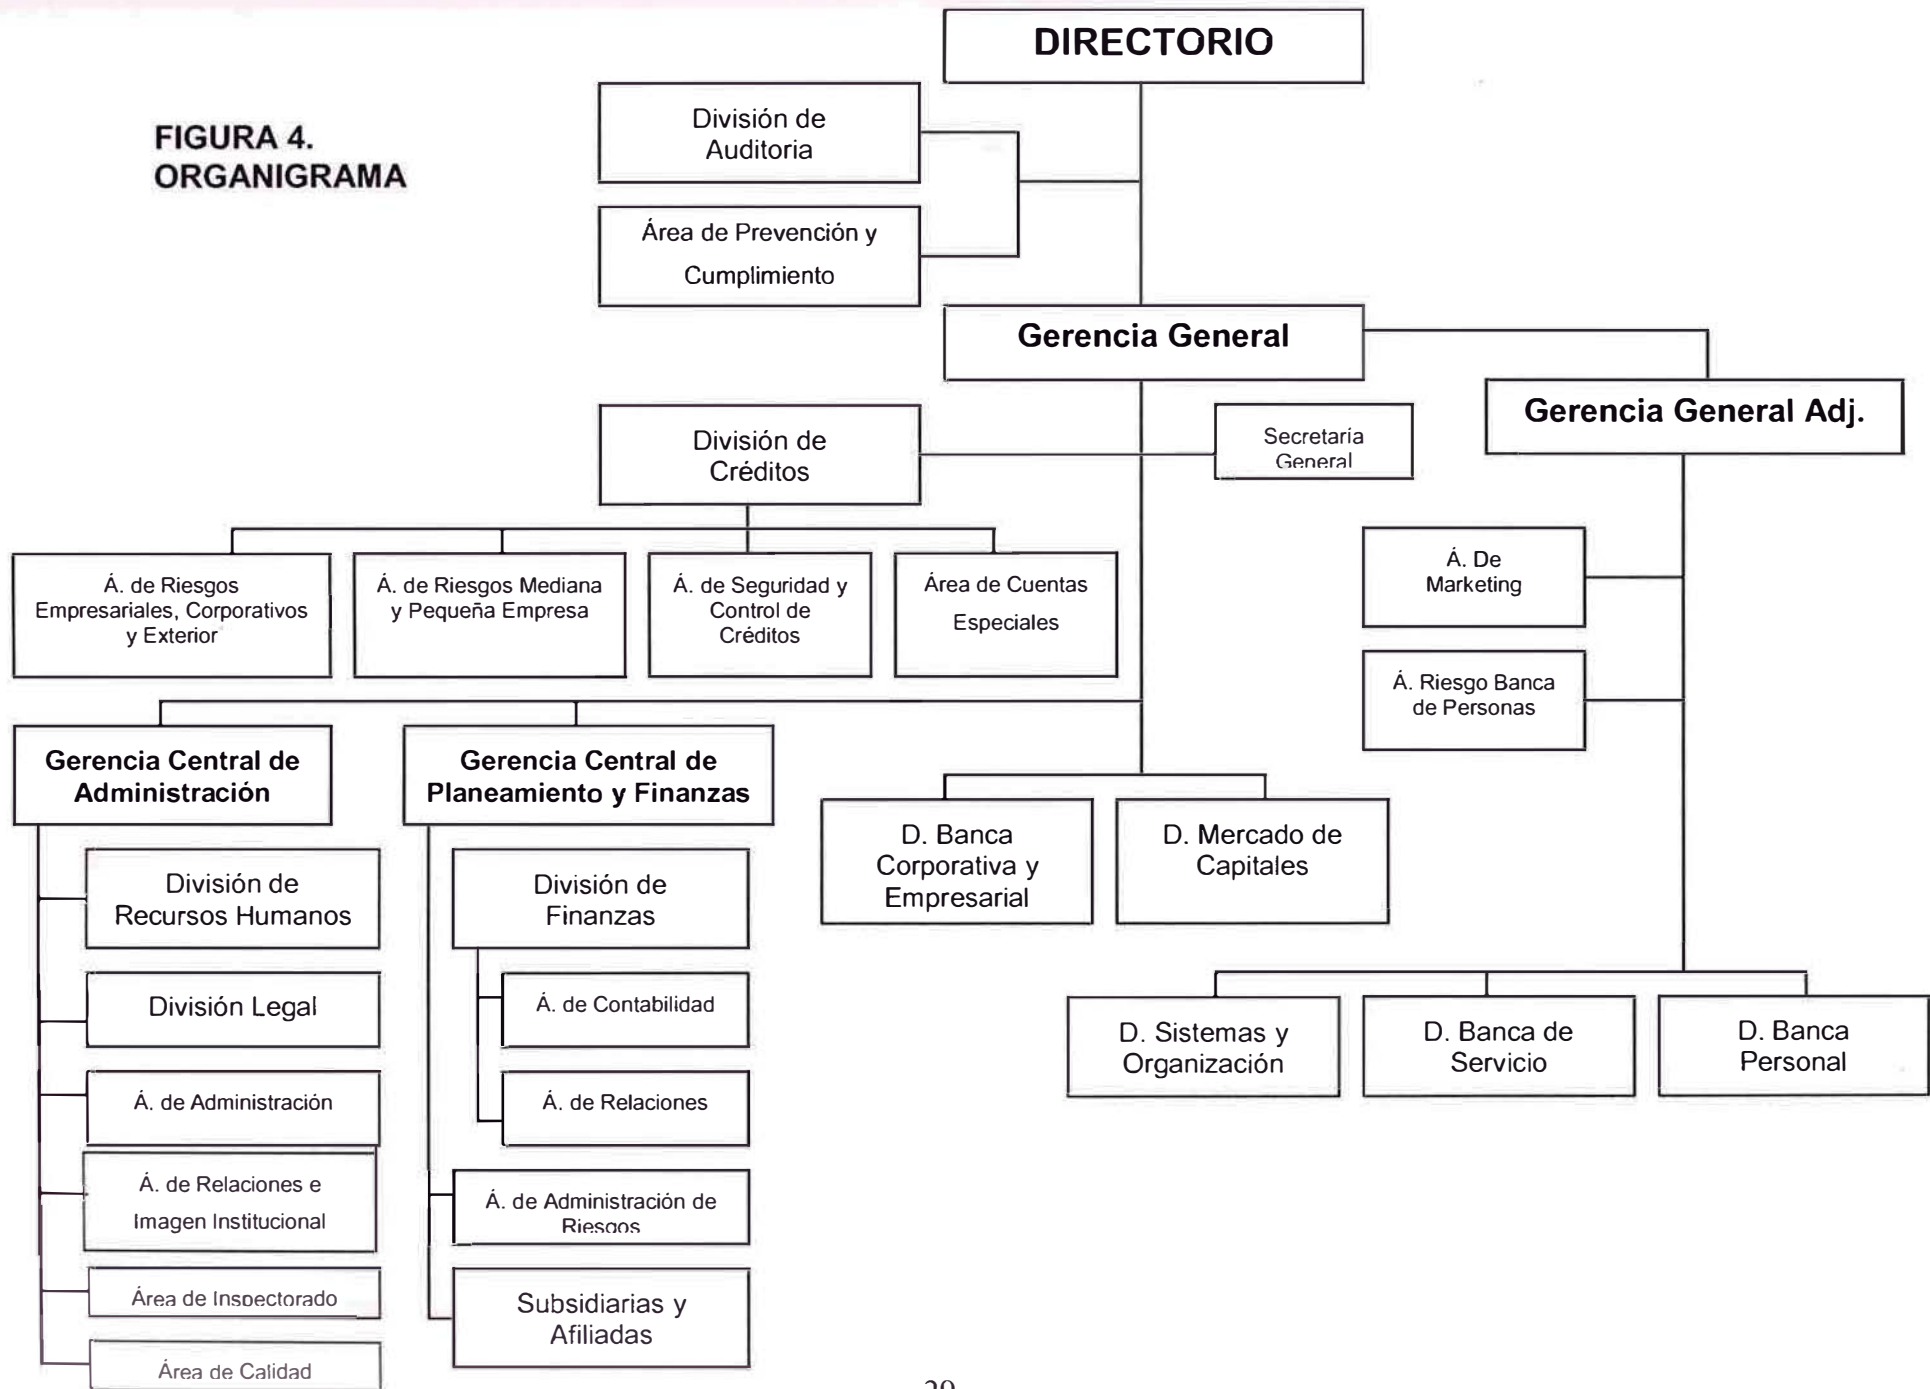 DIRECTORIO
FIGURA 4.
ORGANIGRAMA
División de
Auditoria
Área de Prevención y
Cumplimiento
Gerencia General
Gerencia General Adj.
División de
Créditos
Secretaría
General
Á. de Riesgos
Empresariales, Corporativos
y Exterior
Á. de Riesgos Mediana
y Pequeña Empresa
Á. de Seguridad y
Control de
Créditos
Área de Cuentas
Especiales
Á. De
Marketing
Á. Riesgo Banca
de Personas
Gerencia Central de
Administración
Gerencia Central de
Planeamiento y Finanzas
D. Banca
Corporativa y
Empresarial
D. Mercado de
Capitales
División de
Recursos Humanos
División Legal
Á. de Administración
Á. de Relaciones e
Imagen Institucional
Área de Inspectorado
Área de Calidad
División de
Finanzas
Á. de Contabilidad
Á. de Relaciones
Á. de Administración de
Riesgos
Subsidiarias y
Afiliadas
D. Sistemas y
Organización
D. Banca de
Servicio
D. Banca
Personal